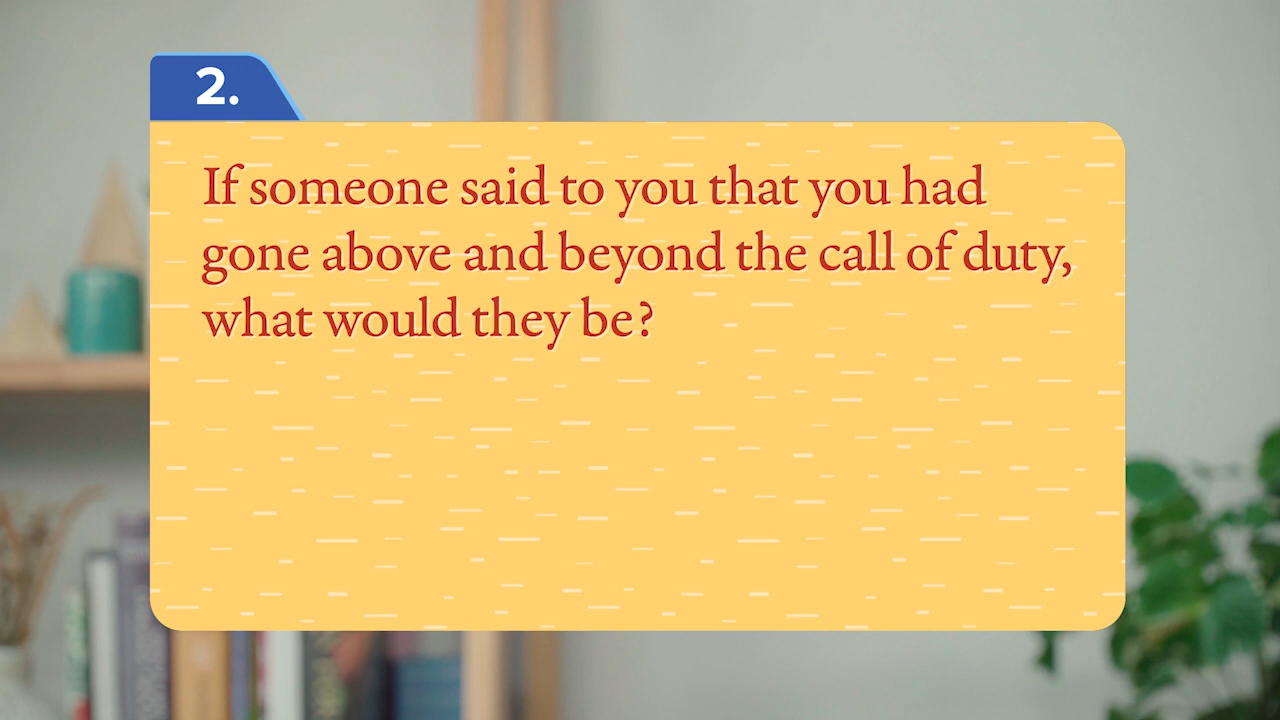 2.
If someone said to you that you had
gone above and beyond the call of duty,
what would they be?